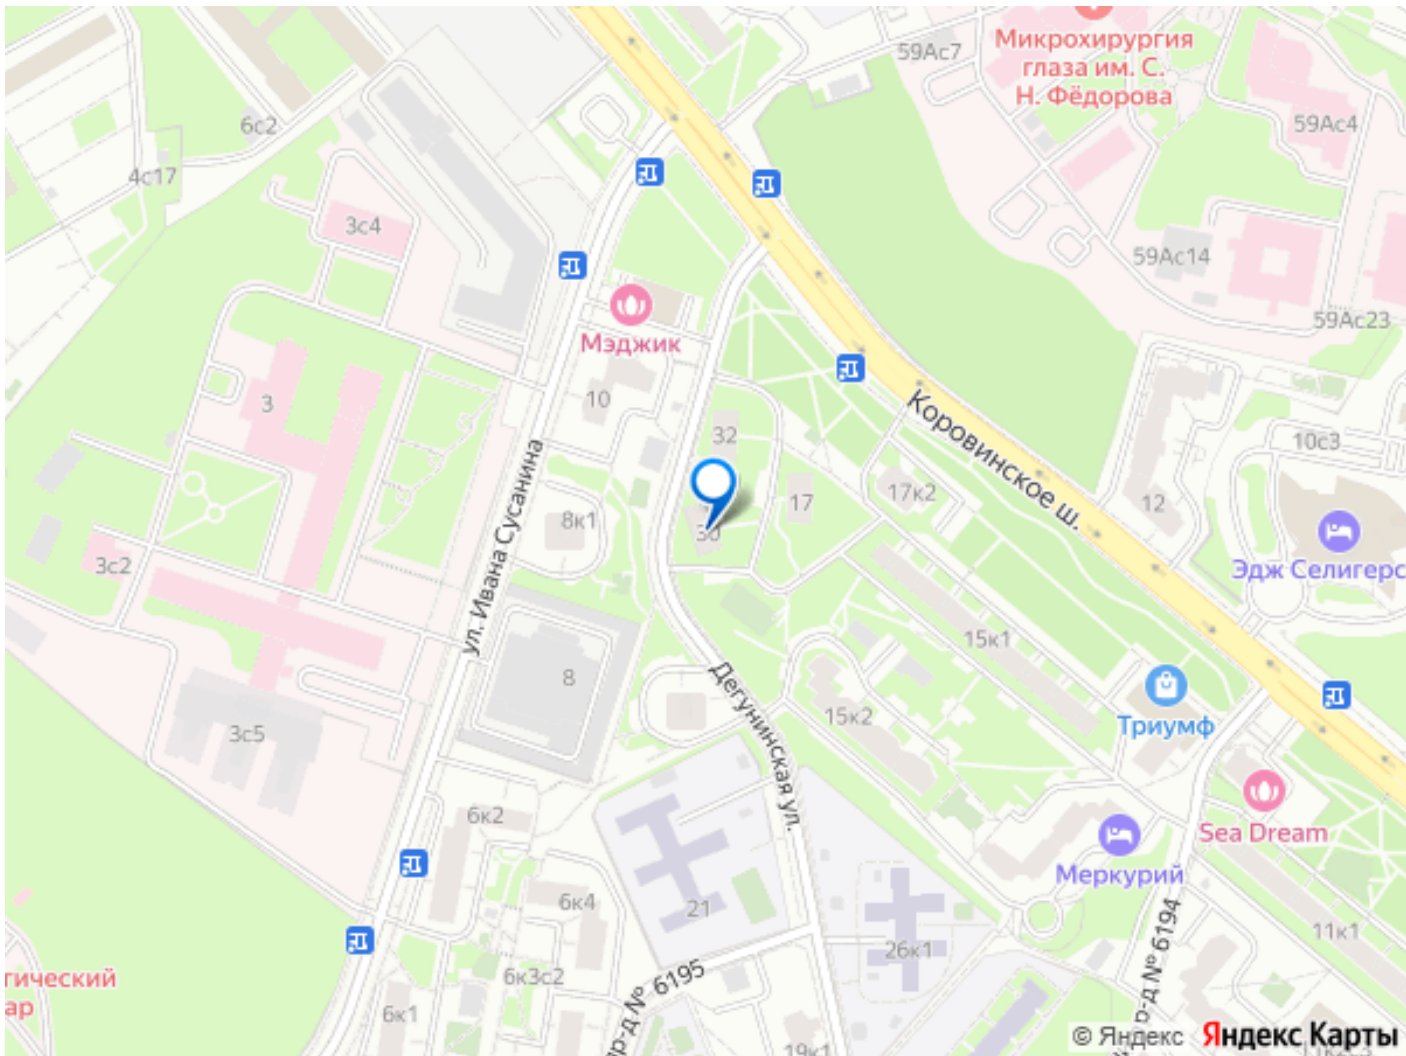 59Ас7
Микрохирургия
глаза им. С.
Н. Фёдорова
59Ас4
6с2
4с17
3с4
59Ас14
59Ас23
Мэджик
3
10
32
Коровинское ш.
10с3
17к2
17
12
8к1
30
ул. Ивана Сусанина
3с2
Эдж Селигерс
15к1
8
Дегунинская ул.
15к2
Триумф
3с5
6к2
Sea Dream
Меркурий
6к4
21
26к1
11к1
6к3с2
пр-д № 6195
р-д № 6194
гический
ар
6к1
19к1
© Яндекс Яндекс Карты